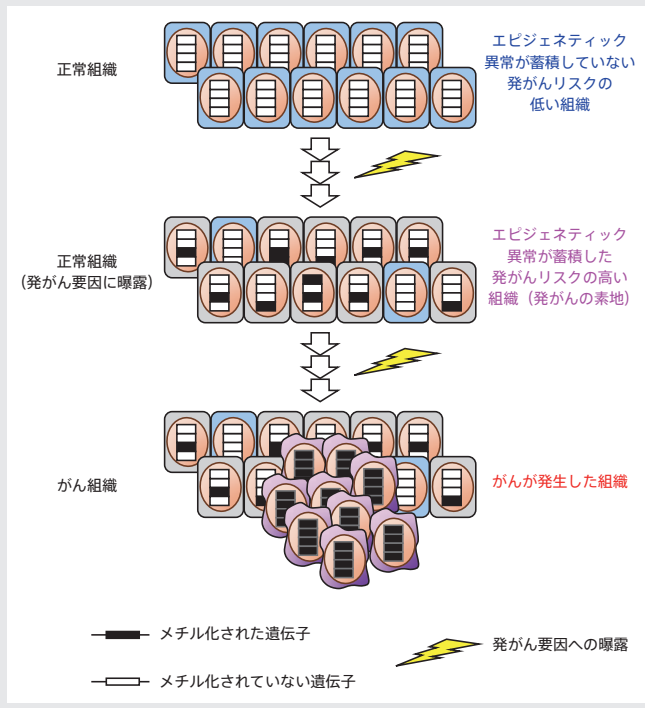 正常組織
エピジェネティック
異常が蓄積していない
発がんリスクの
低い組織
正常組織
(発がん要因に曝露)
エピジェネティック
異常が蓄積した
発がんリスクの高い
組織（発がんの素地）
がん組織
がんが発生した組織
メチル化された遺伝子
発がん要因への曝露
メチル化されていない遺伝子